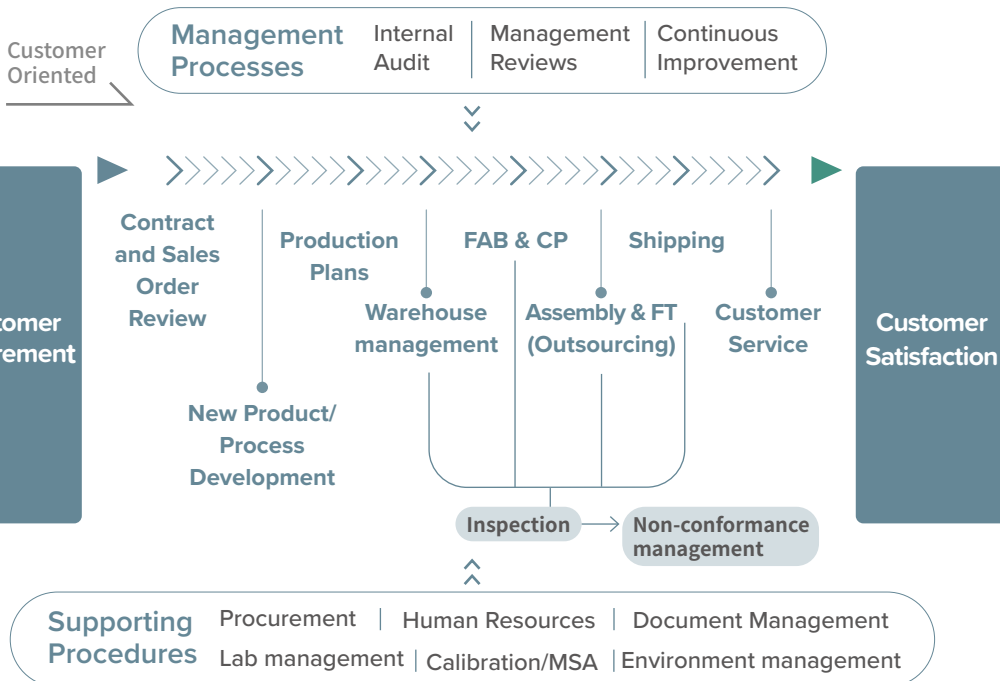 Customer
Oriented
Management
Processes
Internal
Audit
Management
Reviews
Continuous
Improvement
Contract
and Sales
Order
Review
Production
Plans
FAB & CP
Shipping
Warehouse
management
Assembly & FT
(Outsourcing)
Customer
Service
tomer
rement
Customer
Satisfaction
New Product/
Process
Development
Inspection
Non-conformance
management
Supporting
Procedures
Procurement
Human Resources
Document Management
Lab management
Calibration/MSA
Environment management